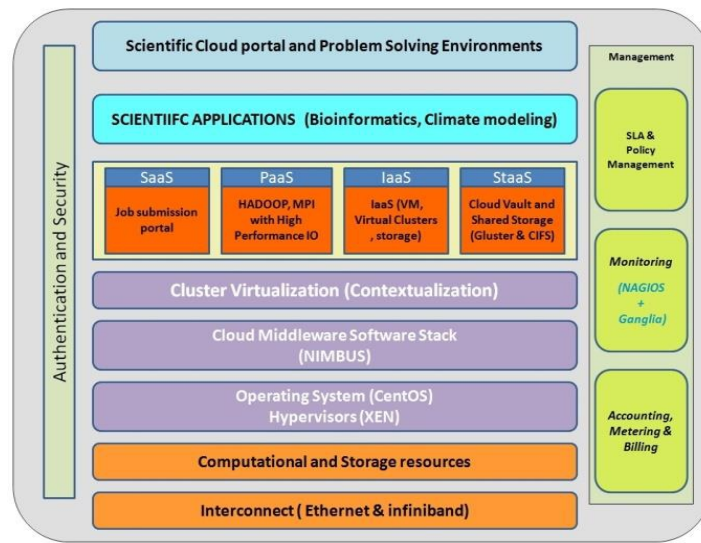 Scientific Cloud portal and Problem Solving Environments
Management
Authentication and Security
SCIENTIIFC APPLICATIONS (Bioinformatics, Climate modeling)
SLA &
Policy
Management
SaaS
Job submission
portal
PaaS
HADOOP, MPI
with High
Performance IO
IaaS
IaaS (VM,
Virtual Clusters
, storage)
StaaS
Cloud Vault and
Shared Storage
(Gluster & CIFS)
Cluster Virtualization (Contextualization)
Monitoring
(NAGIOS
+
Ganglia)
Cloud Middleware Software Stack
(NIMBUS)
Operating System (CentOS)
Hypervisors (XEN)
Accounting,
Metering &
Billing
Computational and Storage resources
Interconnect ( Ethernet & infiniband)